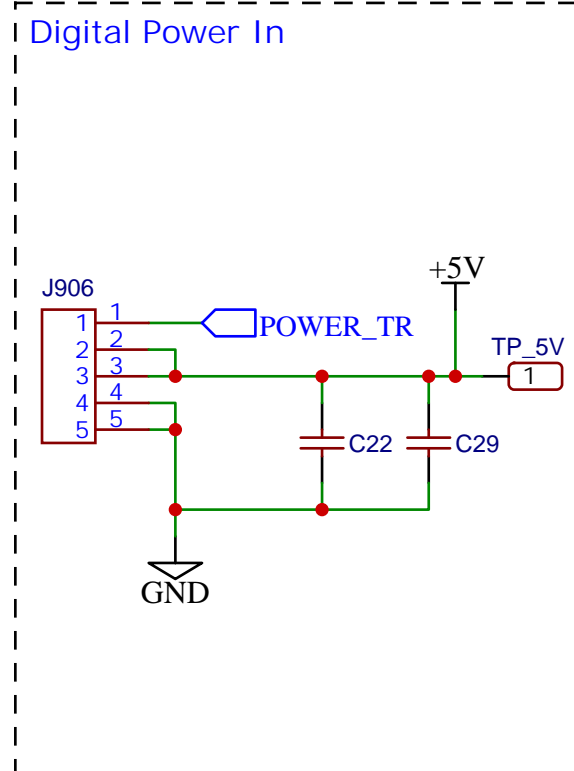 Digital Power In
+5V
J906
1 1 POWER_TR
2 2
TP_5V
3 3 1
4 4
5 5
C22 C29
GND